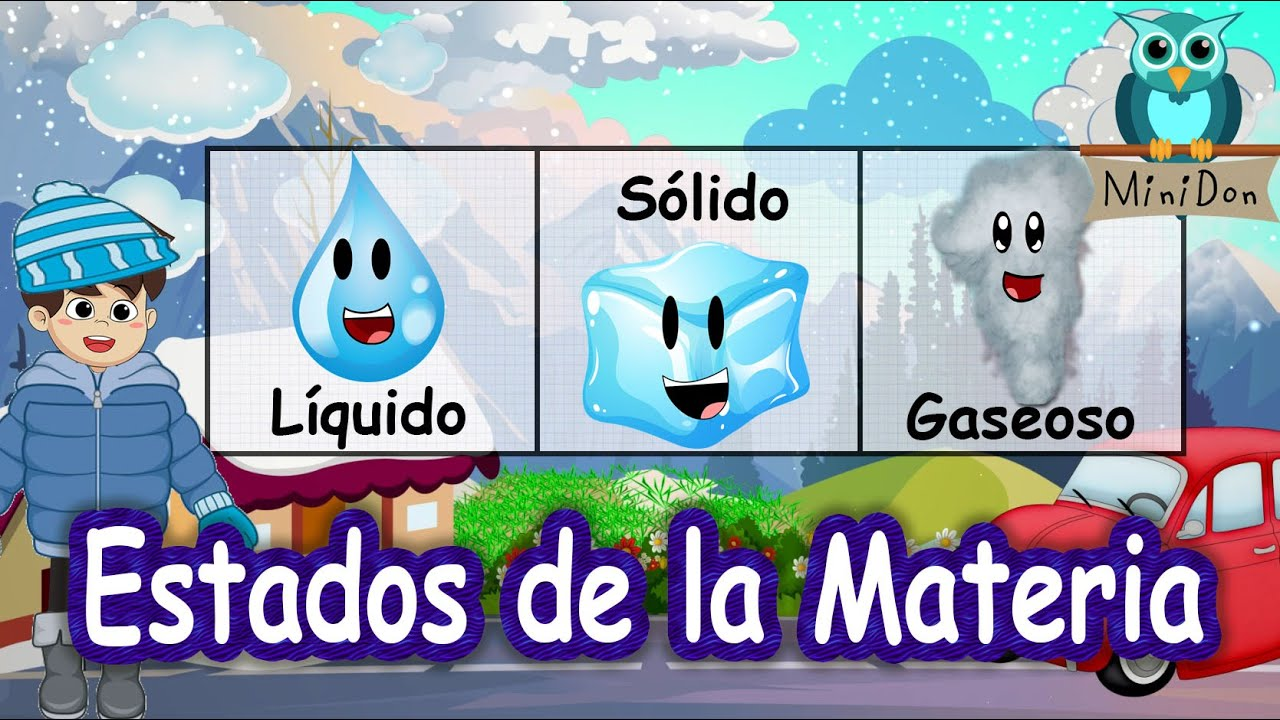 Sólido
MiniDon
Líquido
Gaseoso
Estados de la Materia